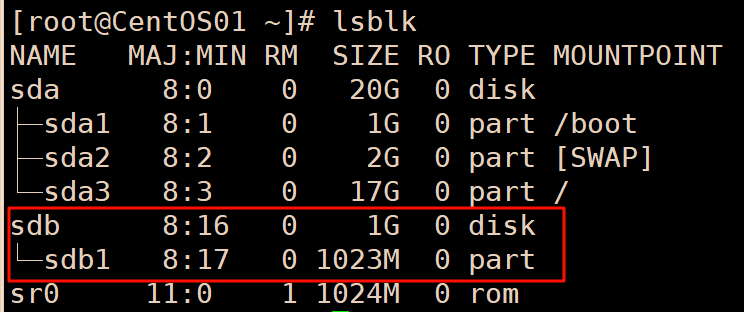 [root@CentOS01 ~]# lsblk
NAME   MAJ:MIN RM  SIZE RO TYPE MOUNTPOINT
sda      8:0    0   20G  0 disk
├─sda1   8:1    0    1G  0 part /boot
├─sda2   8:2    0    2G  0 part [SWAP]
└─sda3   8:3    0   17G  0 part /
sdb      8:16   0    1G  0 disk
└─sdb1   8:17   0 1023M  0 part
sr0     11:0    1 1024M  0 rom